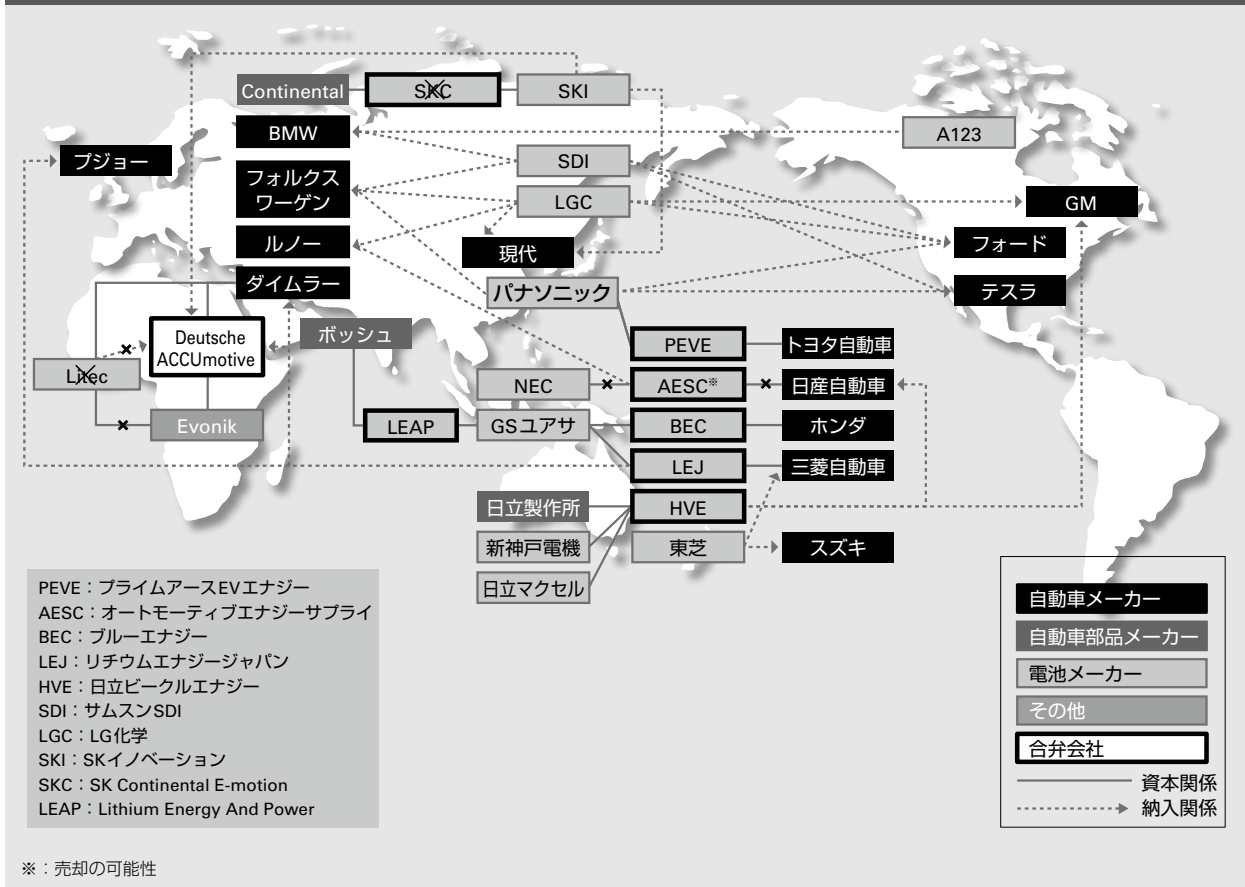 Continental
SKC
SKI
BMW
A123
プジョー
SDI
フォルクス
ワーゲン
LGC
GM
ルノー
現代
フォード
ダイムラー
パナソニック
テスラ
Deutsche
ACCUmotive
ボッシュ
PEVE
トヨタ自動車
Litec
NEC
AESC※
日産自動車
Evonik
LEAP
GSユアサ
BEC
ホンダ
LEJ
三菱自動車
日立製作所
HVE
新神戸電機
東芝
スズキ
日立マクセル
PEVE：プライムアースEVエナジー
AESC：オートモーティブエナジーサプライ
BEC：ブルーエナジー
LEJ：リチウムエナジージャパン
HVE：日立ビークルエナジー
SDI：サムスンSDI
LGC：LG化学
SKI：SKイノベーション
SKC：SK Continental E-motion
LEAP：Lithium Energy And Power
自動車メーカー
自動車部品メーカー
電池メーカー
その他
合弁会社
資本関係
納入関係
※：売却の可能性